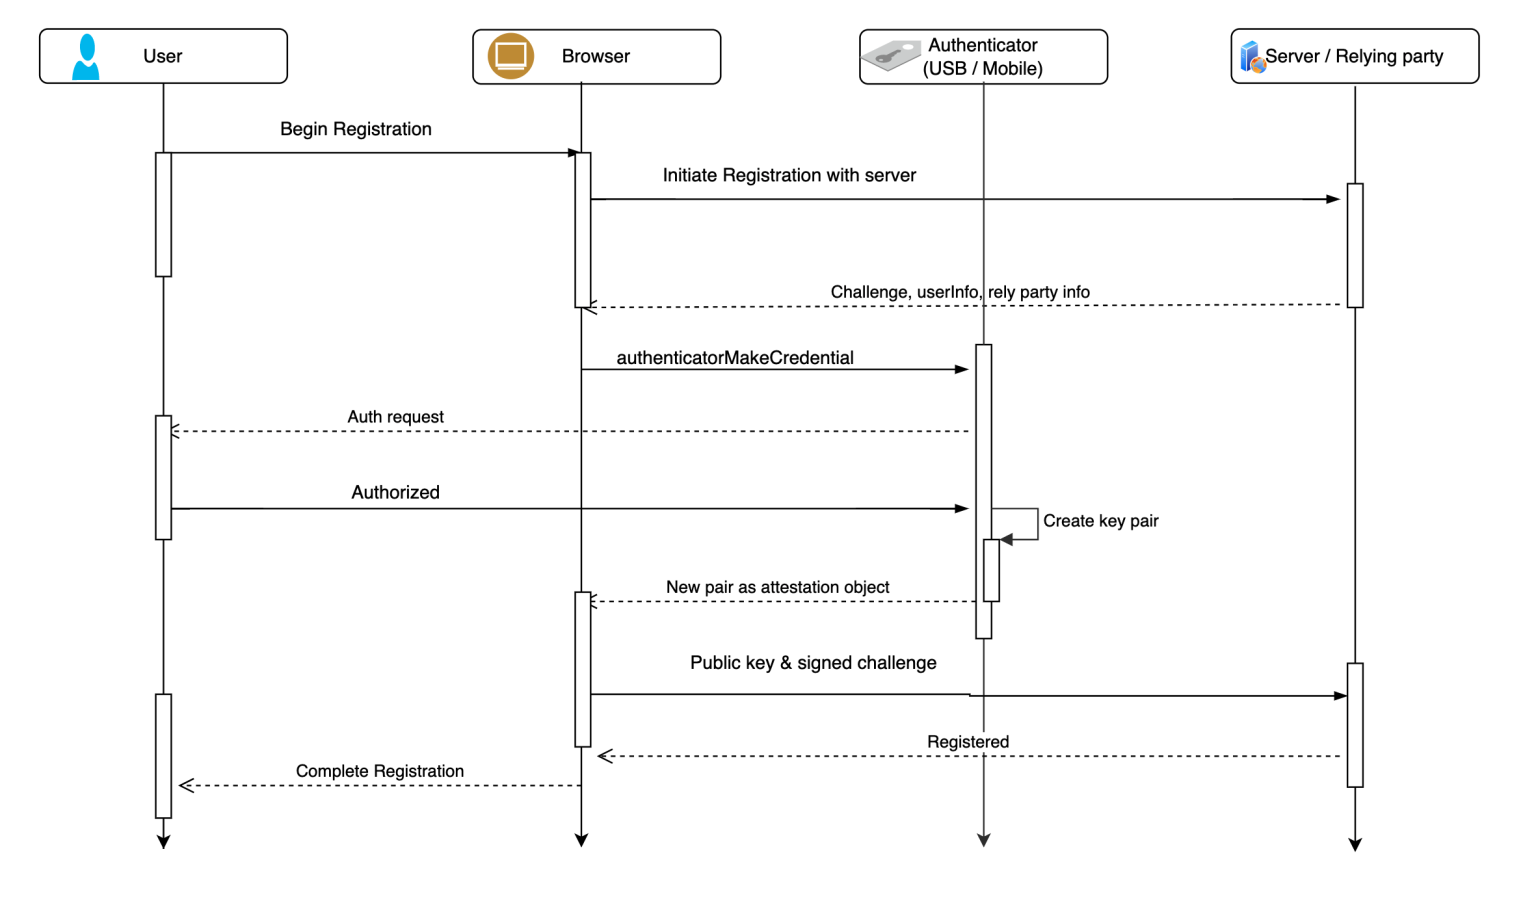 User
Browser
Authenticator
(USB / Mobile)
Server / Relying party
Begin Registration
Initiate Registration with server
Challenge, userInfo, rely party info
authenticatorMakeCredential
Auth request
Authorized
Create key pair
New pair as attestation object
Public key & signed challenge
Registered
Complete Registration